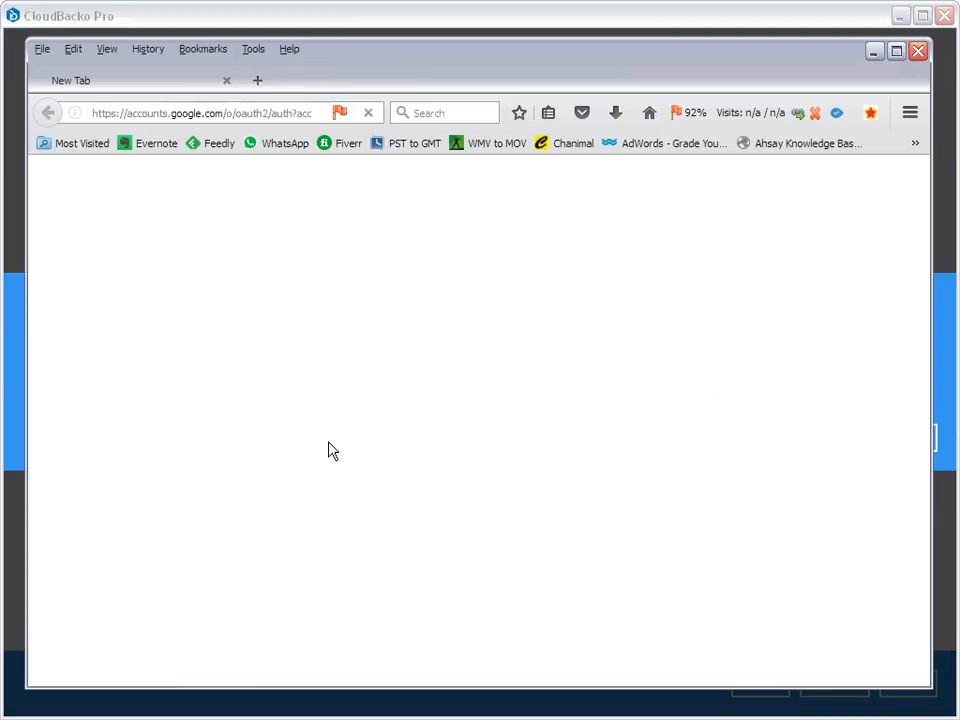 CloudBacko Pro
File Edit View History Bookmarks Tools Help
New Tab
https://accounts.google.com/o/oauth2/auth?acc Search 92% Visits: n/a / n/a
Most Visited Evernote Feedly WhatsApp Fiverr PST to GMT WMV to MOV Chanimal AdWords - Grade You... Ahsay Knowledge Bas... »